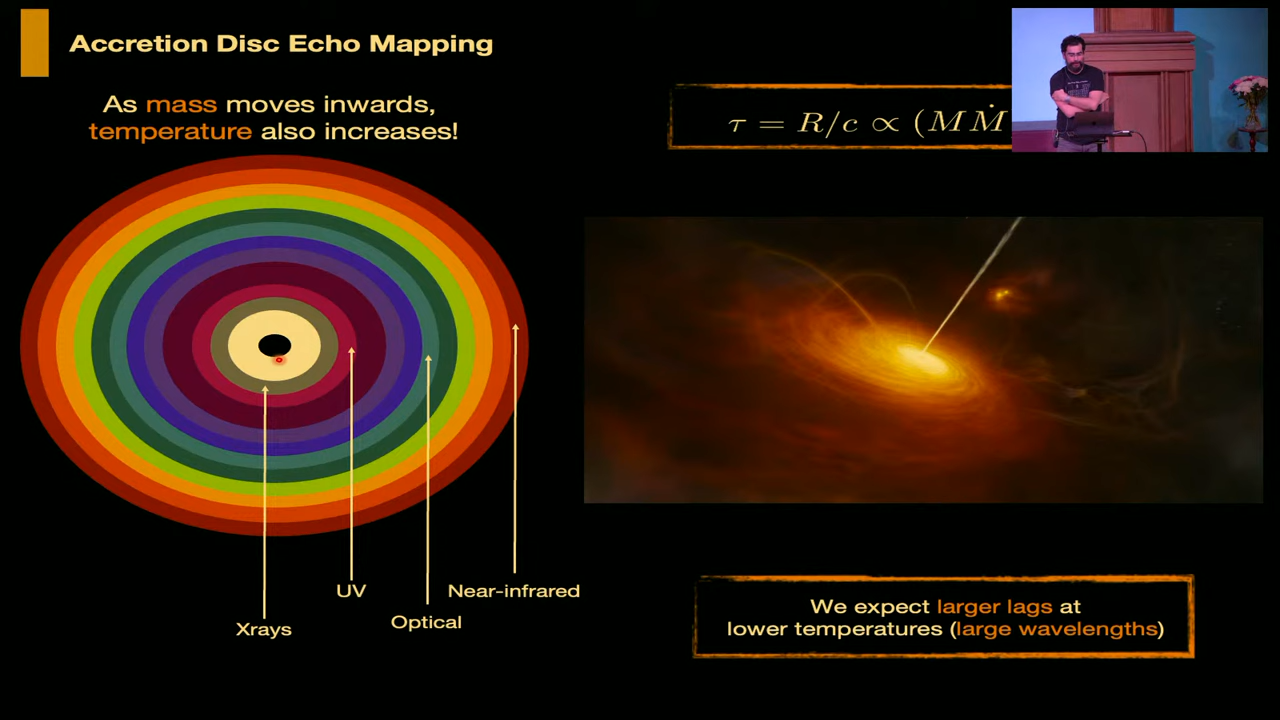 Accretion Disc Echo Mapping
As mass moves inwards,
temperature also increases!
τ = R/c ∝ (MṀ
Xrays
UV
Optical
Near-infrared
We expect larger lags at
lower temperatures (large wavelengths)